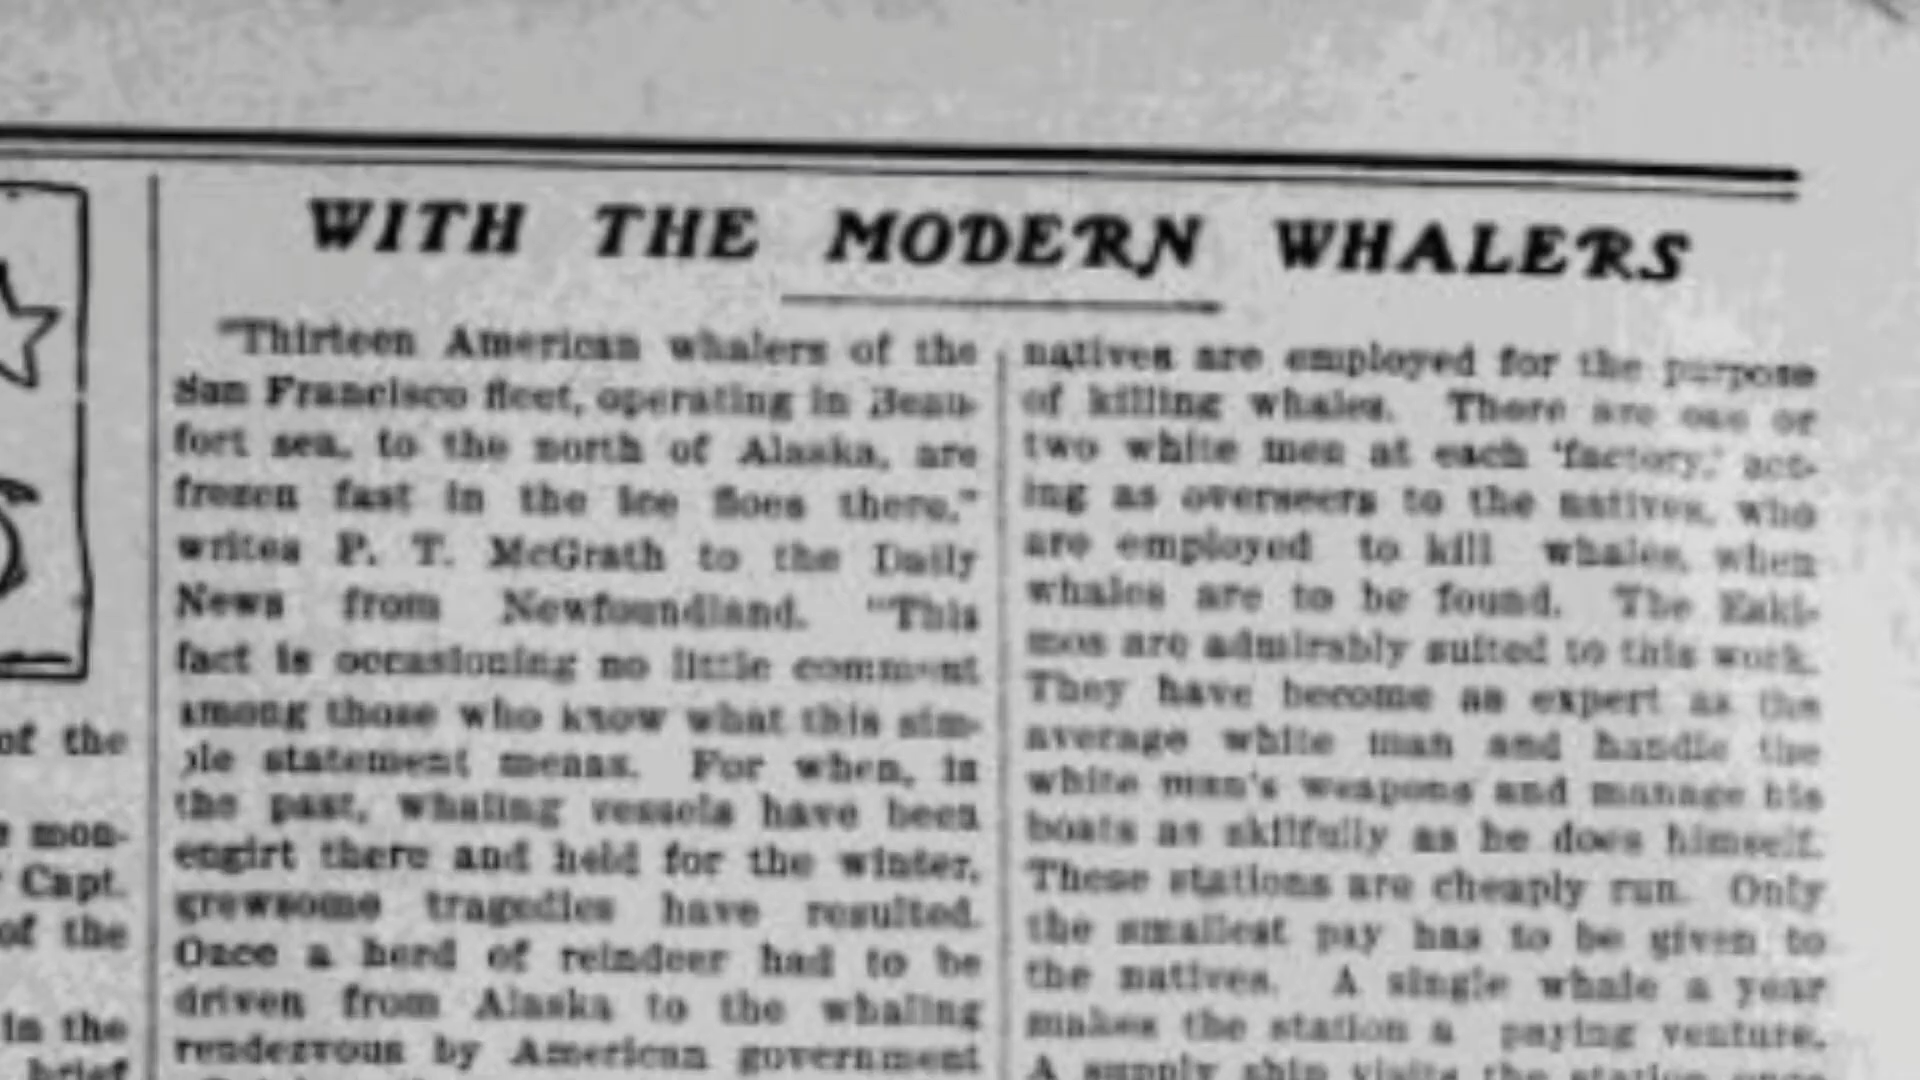 WITH THE MODERN WHALERS
"Thirteen American whalers of the
San Francisco fleet, operating in Beau-
fort sea, to the north of Alaska, are
frozen fast in the ice floes there,"
writes P. T. McGrath to the Daily
News from Newfoundland. "This
fact is occasioning no little comment
among those who know what this sim-
ple statement means. For when, in
the past, whaling vessels have been
engirt there and held for the winter,
grewsome tragedies have resulted.
Once a herd of reindeer had to be
driven from Alaska to the whaling
rendezvous by American government
natives are employed for the purpose
of killing whales. There are one or
two white men at each 'factory,' act-
ing as overseers to the natives, who
are employed to kill whales, when
whales are to be found. The Eski-
mos are admirably suited to this work.
They have become as expert as the
average white man and handle the
white man's weapons and manage his
boats as skilfully as he does himself.
These stations are cheaply run. Only
the smallest pay has to be given to
the natives. A single whale a year
makes the station a paying venture.
A supply ship visits the station once
of the
mon-
Capt.
of the
in the
brief